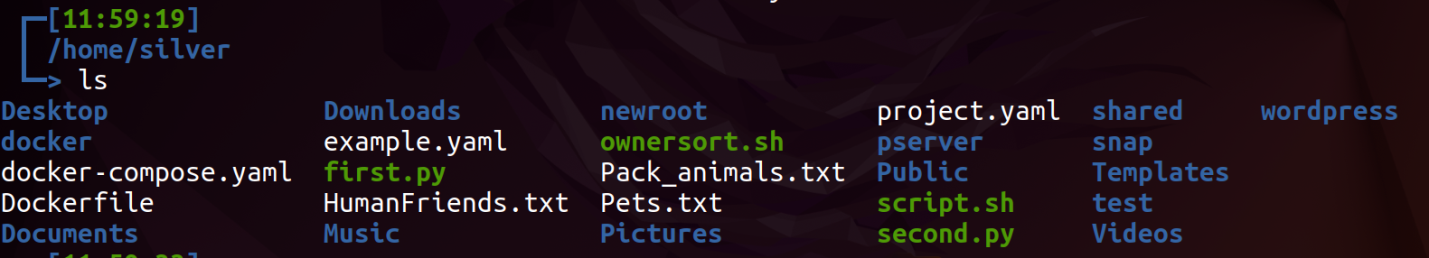 [11:59:19]
/home/silver
> ls
Desktop Downloads newroot project.yaml shared wordpress
docker example.yaml ownersort.sh pserver snap
docker-compose.yaml first.py Pack_animals.txt Public Templates
Dockerfile HumanFriends.txt Pets.txt script.sh test
Documents Music Pictures second.py Videos